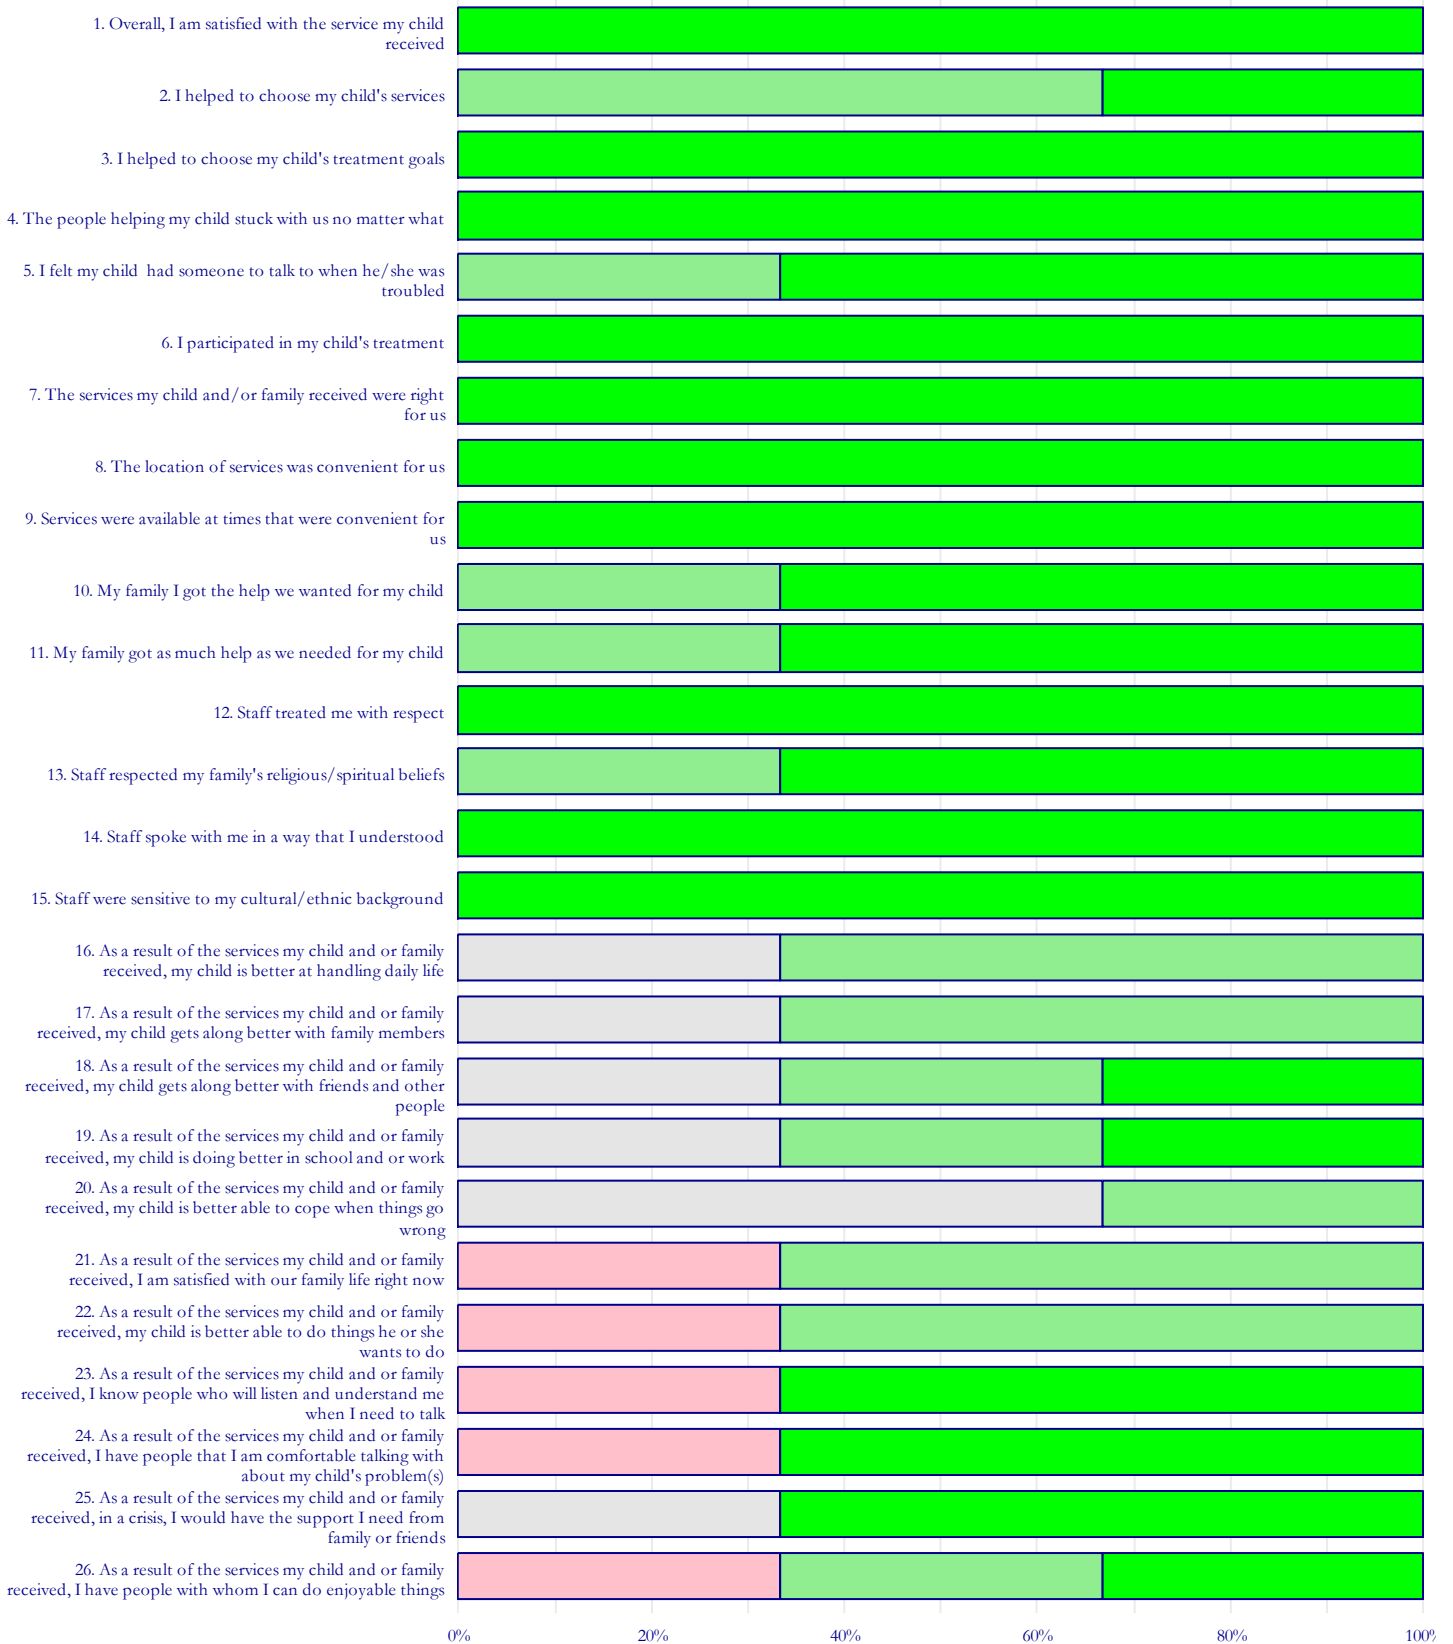 1. Overall, I am satisfied with the service my child
received
2. I helped to choose my child's services
3. I helped to choose my child's treatment goals
4. The people helping my child stuck with us no matter what
5. I felt my child  had someone to talk to when he/she was
troubled
6. I participated in my child's treatment
7. The services my child and/or family received were right
for us
8. The location of services was convenient for us
9. Services were available at times that were convenient for
us
10. My family I got the help we wanted for my child
11. My family got as much help as we needed for my child
12. Staff treated me with respect
13. Staff respected my family's religious/spiritual beliefs
14. Staff spoke with me in a way that I understood
15. Staff were sensitive to my cultural/ethnic background
16. As a result of the services my child and or family
received, my child is better at handling daily life
17. As a result of the services my child and or family
received, my child gets along better with family members
18. As a result of the services my child and or family
received, my child gets along better with friends and other
people
19. As a result of the services my child and or family
received, my child is doing better in school and or work
20. As a result of the services my child and or family
received, my child is better able to cope when things go
wrong
21. As a result of the services my child and or family
received, I am satisfied with our family life right now
22. As a result of the services my child and or family
received, my child is better able to do things he or she
wants to do
23. As a result of the services my child and or family
received, I know people who will listen and understand me
when I need to talk
24. As a result of the services my child and or family
received, I have people that I am comfortable talking with
about my child's problem(s)
25. As a result of the services my child and or family
received, in a crisis, I would have the support I need from
family or friends
26. As a result of the services my child and or family
received, I have people with whom I can do enjoyable things
0% 20% 40% 60% 80% 100%